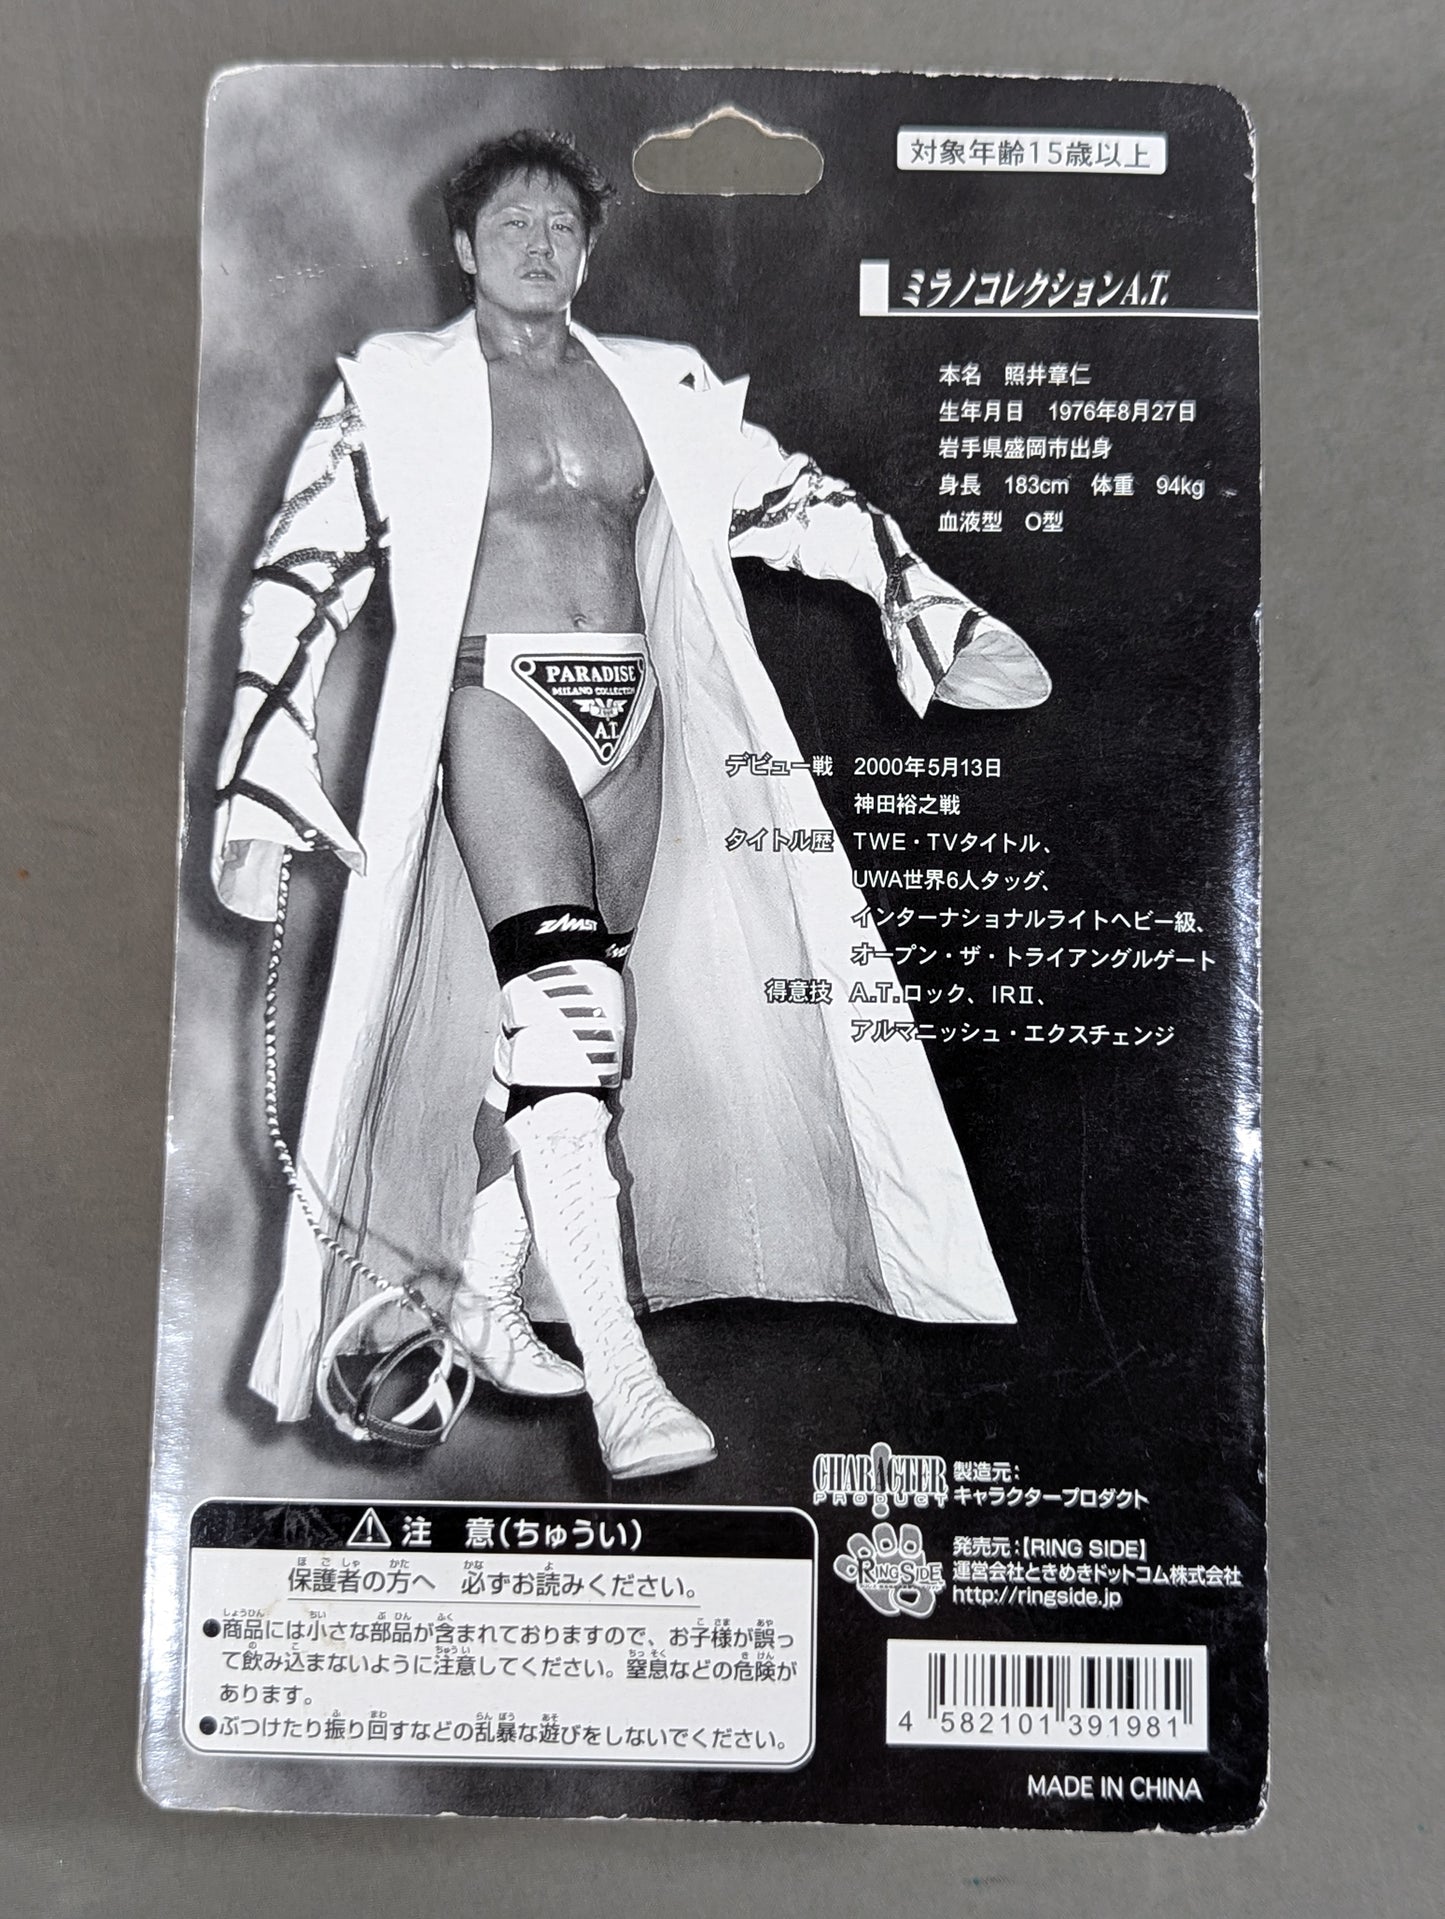 対象年齢15歳以上
ミラノコレクションA.T.
本名 照井章仁
生年月日 1976年8月27日
岩手県盛岡市出身
身長 183cm 体重 94kg
血液型 O型
PARADISE
MILANO COLLECTION
A.T.
デビュー戦 2000年5月13日
神田裕之戦
タイトル歴 TWE・TVタイトル、
UWA世界6人タッグ、
インターナショナルライトヘビー級、
オープン・ザ・トライアングルゲート
得意技 A.T.ロック、IRⅡ、
アルマニッシュ・エクスチェンジ
ZAMST
CHARACTER
PRODUCT
製造元：
キャラクタープロダクト
RING SIDE
発売元：【RING SIDE】
運営会社ときめきドットコム株式会社
http://ringside.jp
注 意(ちゅうい)
保護者の方へ 必ずお読みください。
●商品には小さな部品が含まれておりますので、お子様が誤っ
て飲み込まないように注意してください。窒息などの危険が
あります。
●ぶつけたり振り回すなどの乱暴な遊びをしないでください。
4 582101 391981
MADE IN CHINA